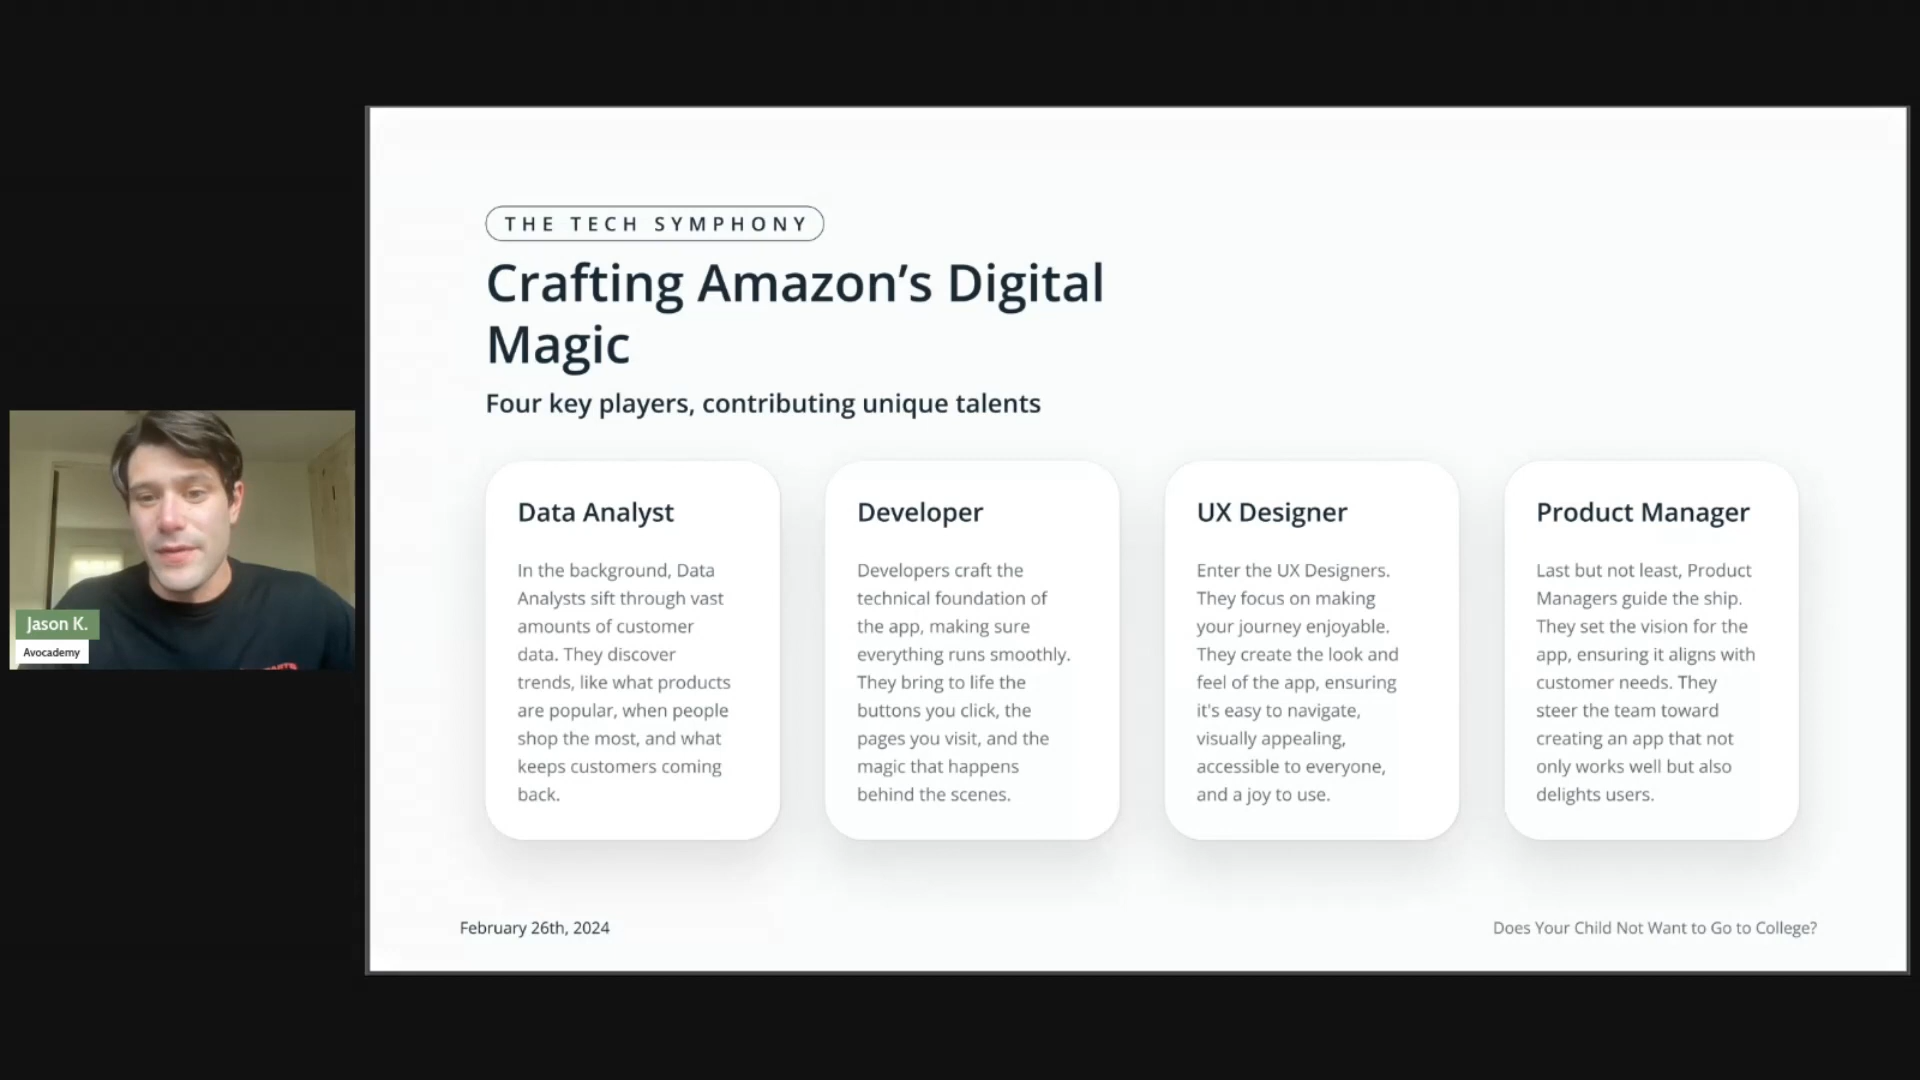 THE TECH SYMPHONY
Crafting Amazon’s Digital
Magic
Four key players, contributing unique talents
Data Analyst
In the background, Data
Analysts sift through vast
amounts of customer
data. They discover
trends, like what products
are popular, when people
shop the most, and what
keeps customers coming
back.
Developer
Developers craft the
technical foundation of
the app, making sure
everything runs smoothly.
They bring to life the
buttons you click, the
pages you visit, and the
magic that happens
behind the scenes.
UX Designer
Enter the UX Designers.
They focus on making
your journey enjoyable.
They create the look and
feel of the app, ensuring
it's easy to navigate,
visually appealing,
accessible to everyone,
and a joy to use.
Product Manager
Last but not least, Product
Managers guide the ship.
They set the vision for the
app, ensuring it aligns with
customer needs. They
steer the team toward
creating an app that not
only works well but also
delights users.
Jason K.
Avocademy
February 26th, 2024
Does Your Child Not Want to Go to College?